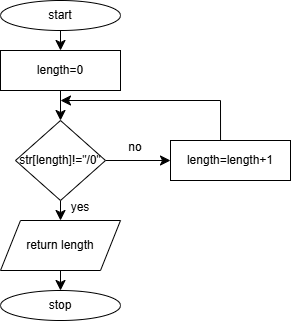 start
length=0
str[length]!="/0"
no
length=length+1
yes
return length
stop